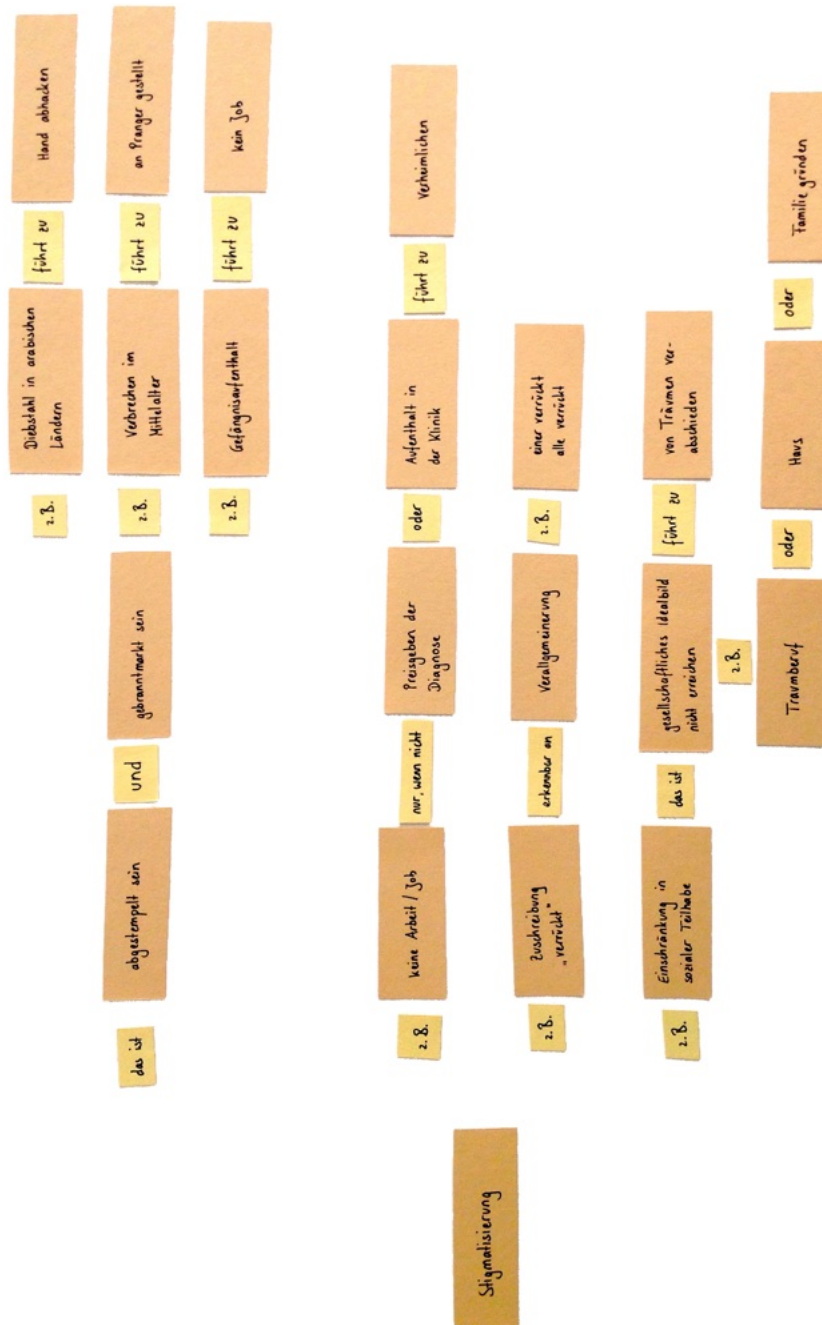 z.B.
Diebstahl in arabischen
Ländern
führt zu
Hand abhacken
das ist
abgestempelt sein
und
gebranntmarkt sein
z.B.
Verbrechen im
Mittelalter
führt zu
an Pranger gestellt
z.B.
Gefängnisaufenthalt
führt zu
kein Job
z.B.
keine Arbeit / Job
nur, wenn nicht
Preisgeben der
Diagnose
oder
Aufenthalt in
der Klinik
führt zu
Verheimlichen
Stigmatisierung
z.B.
Zuschreibung
„verrückt“
erkennbar an
Verallgemeinerung
z.B.
einer verrückt
alle verrückt
z.B.
Einschränkung in
sozialer Teilhabe
das ist
gesellschaftliches Idealbild
nicht erreichen
führt zu
von Träumen ver-
abschieden
z.B.
Traumberuf
oder
Haus
oder
Familie gründen